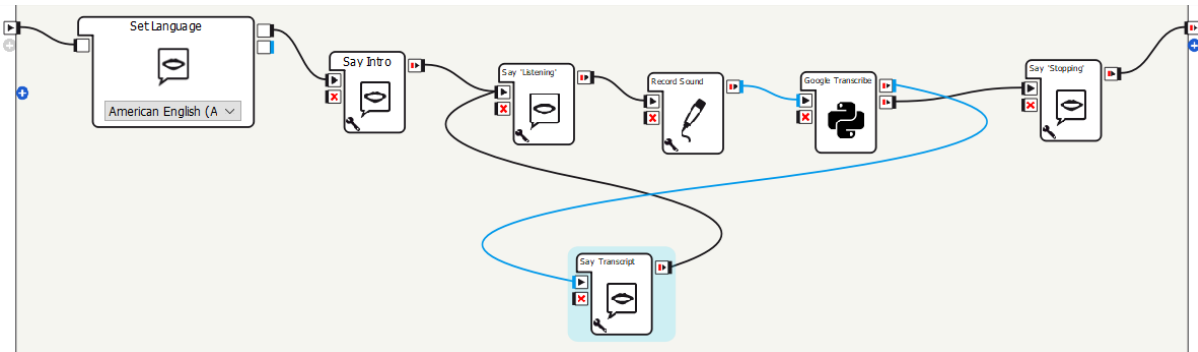 Set Language
American English (A
Say Intro
Say 'Listening'
Record Sound
Google Transcribe
Say 'Stopping'
Say Transcript